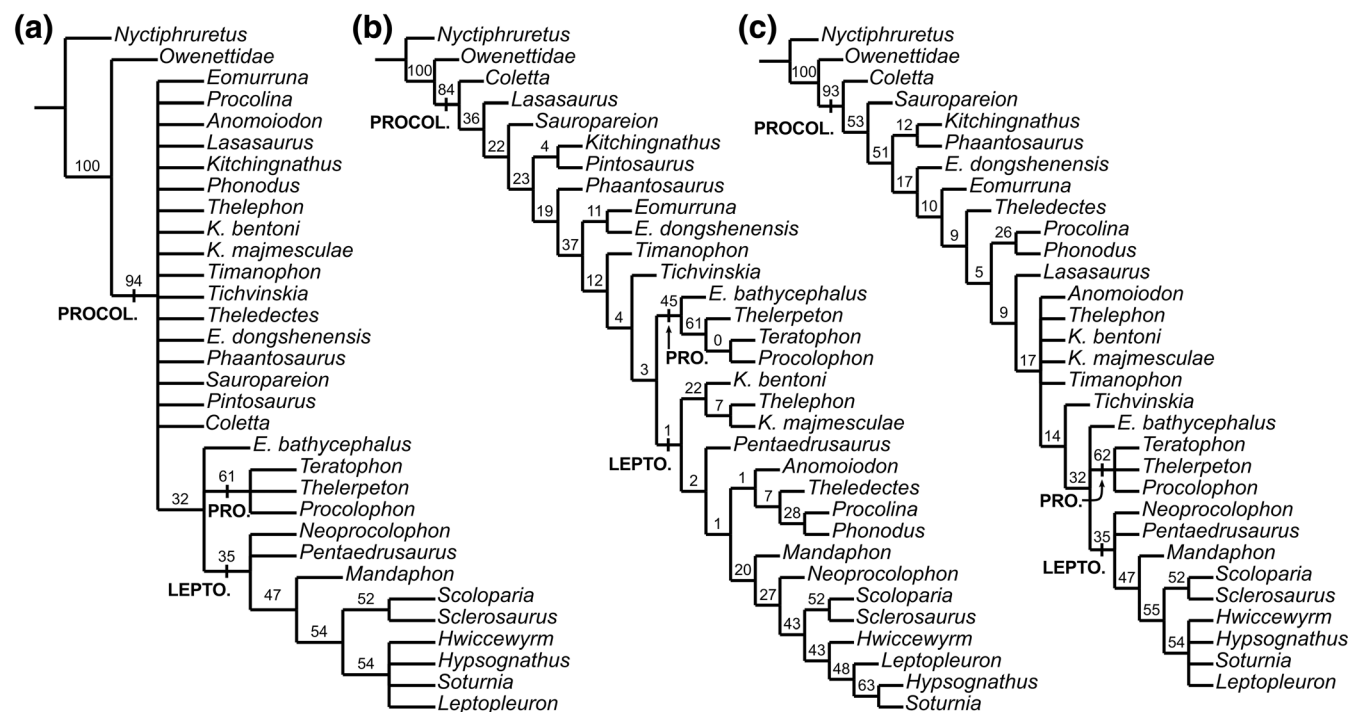 (a)
Nyctiphruretus
Owenettidae
Eomurruna
Procolina
Anomoiodon
Lasasaurus
100
Kitchingnathus
Phonodus
Thelephon
K. bentoni
K. majmesculae
Timanophon
94
Tichvinskia
PROCOL.
Theledectes
E. dongshenensis
Phaantosaurus
Sauropareion
Pintosaurus
Coletta
E. bathycephalus
Teratophon
61
32
Thelerpeton
PRO.
Procolophon
Neoprocolophon
35
Pentaedrusaurus
LEPTO.
Mandaphon
47
Scoloparia
52
Sclerosaurus
54
Hwiccewyrm
54
Hypsognathus
Soturnia
Leptopleuron
(b)
Nyctiphruretus
Owenettidae
100
Coletta
84
PROCOL.
Lasasaurus
36
Sauropareion
22
Kitchingnathus
4
Pintosaurus
23
Phaantosaurus
19
Eomurruna
11
E. dongshenensis
37
Timanophon
12
Tichvinskia
4
E. bathycephalus
45
Thelerpeton
61
Teratophon
0
PRO.
Procolophon
3
K. bentoni
22
Thelephon
7
K. majmesculae
1
Pentaedrusaurus
LEPTO.
Anomoiodon
2
1
Theledectes
7
Procolina
28
Phonodus
1
Mandaphon
20
Neoprocolophon
27
Scoloparia
52
Sclerosaurus
43
Hwiccewyrm
43
Leptopleuron
48
Hypsognathus
63
Soturnia
(c)
Nyctiphruretus
Owenettidae
100
Coletta
93
PROCOL.
Sauropareion
53
Kitchingnathus
12
Phaantosaurus
51
E. dongshenensis
17
Eomurruna
10
Theledectes
9
Procolina
26
Phonodus
5
Lasasaurus
Anomoiodon
9
Thelephon
K. bentoni
17
K. majmesculae
Timanophon
Tichvinskia
14
E. bathycephalus
Teratophon
62
32
Thelerpeton
PRO.
Procolophon
Neoprocolophon
35
Pentaedrusaurus
LEPTO.
Mandaphon
47
Scoloparia
52
Sclerosaurus
55
Hwiccewyrm
54
Hypsognathus
Soturnia
Leptopleuron